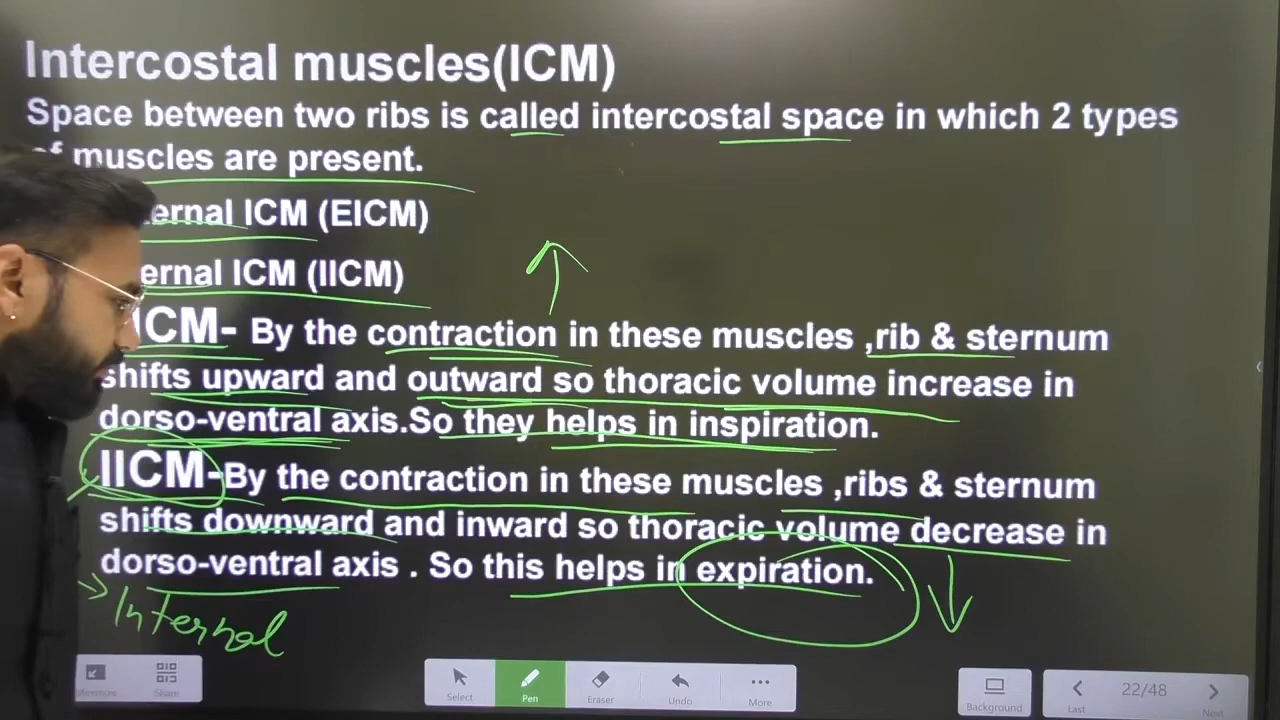 Intercostal muscles(ICM)
Space between two ribs is called intercostal space in which 2 types
of muscles are present.
ernal ICM (EICM)
ernal ICM (IICM)
ICM- By the contraction in these muscles ,rib & sternum
shifts upward and outward so thoracic volume increase in
dorso-ventral axis.So they helps in inspiration.
IICM-By the contraction in these muscles ,ribs & sternum
shifts downward and inward so thoracic volume decrease in
dorso-ventral axis . So this helps in expiration.
Internal
Share
Select
Pen
Eraser
Undo
More
Background
Last
22/48
Next